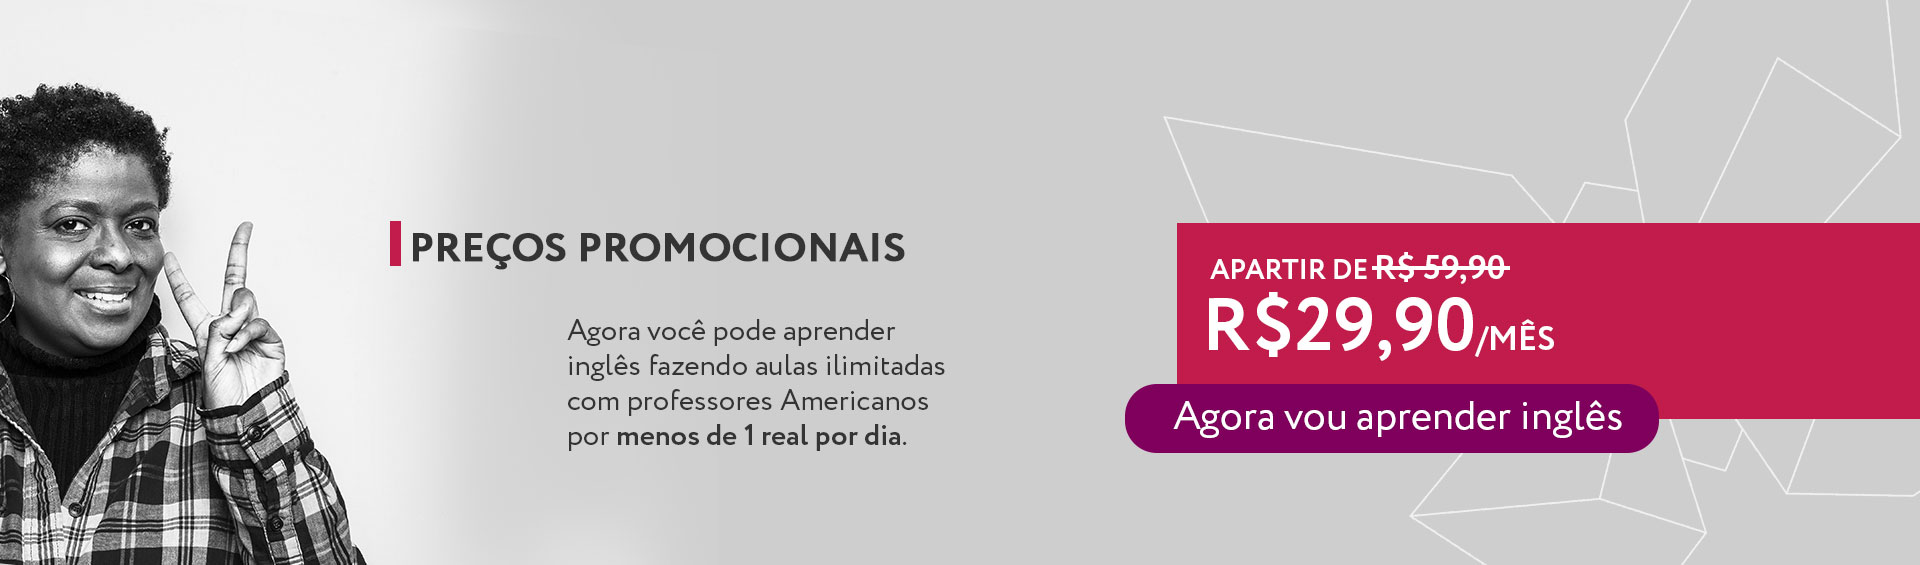 PREÇOS PROMOCIONAIS
Agora você pode aprender
inglês fazendo aulas ilimitadas
com professores Americanos
por menos de 1 real por dia.
APARTIR DE R$ 59,90
R$29,90/MÊS
Agora vou aprender inglês